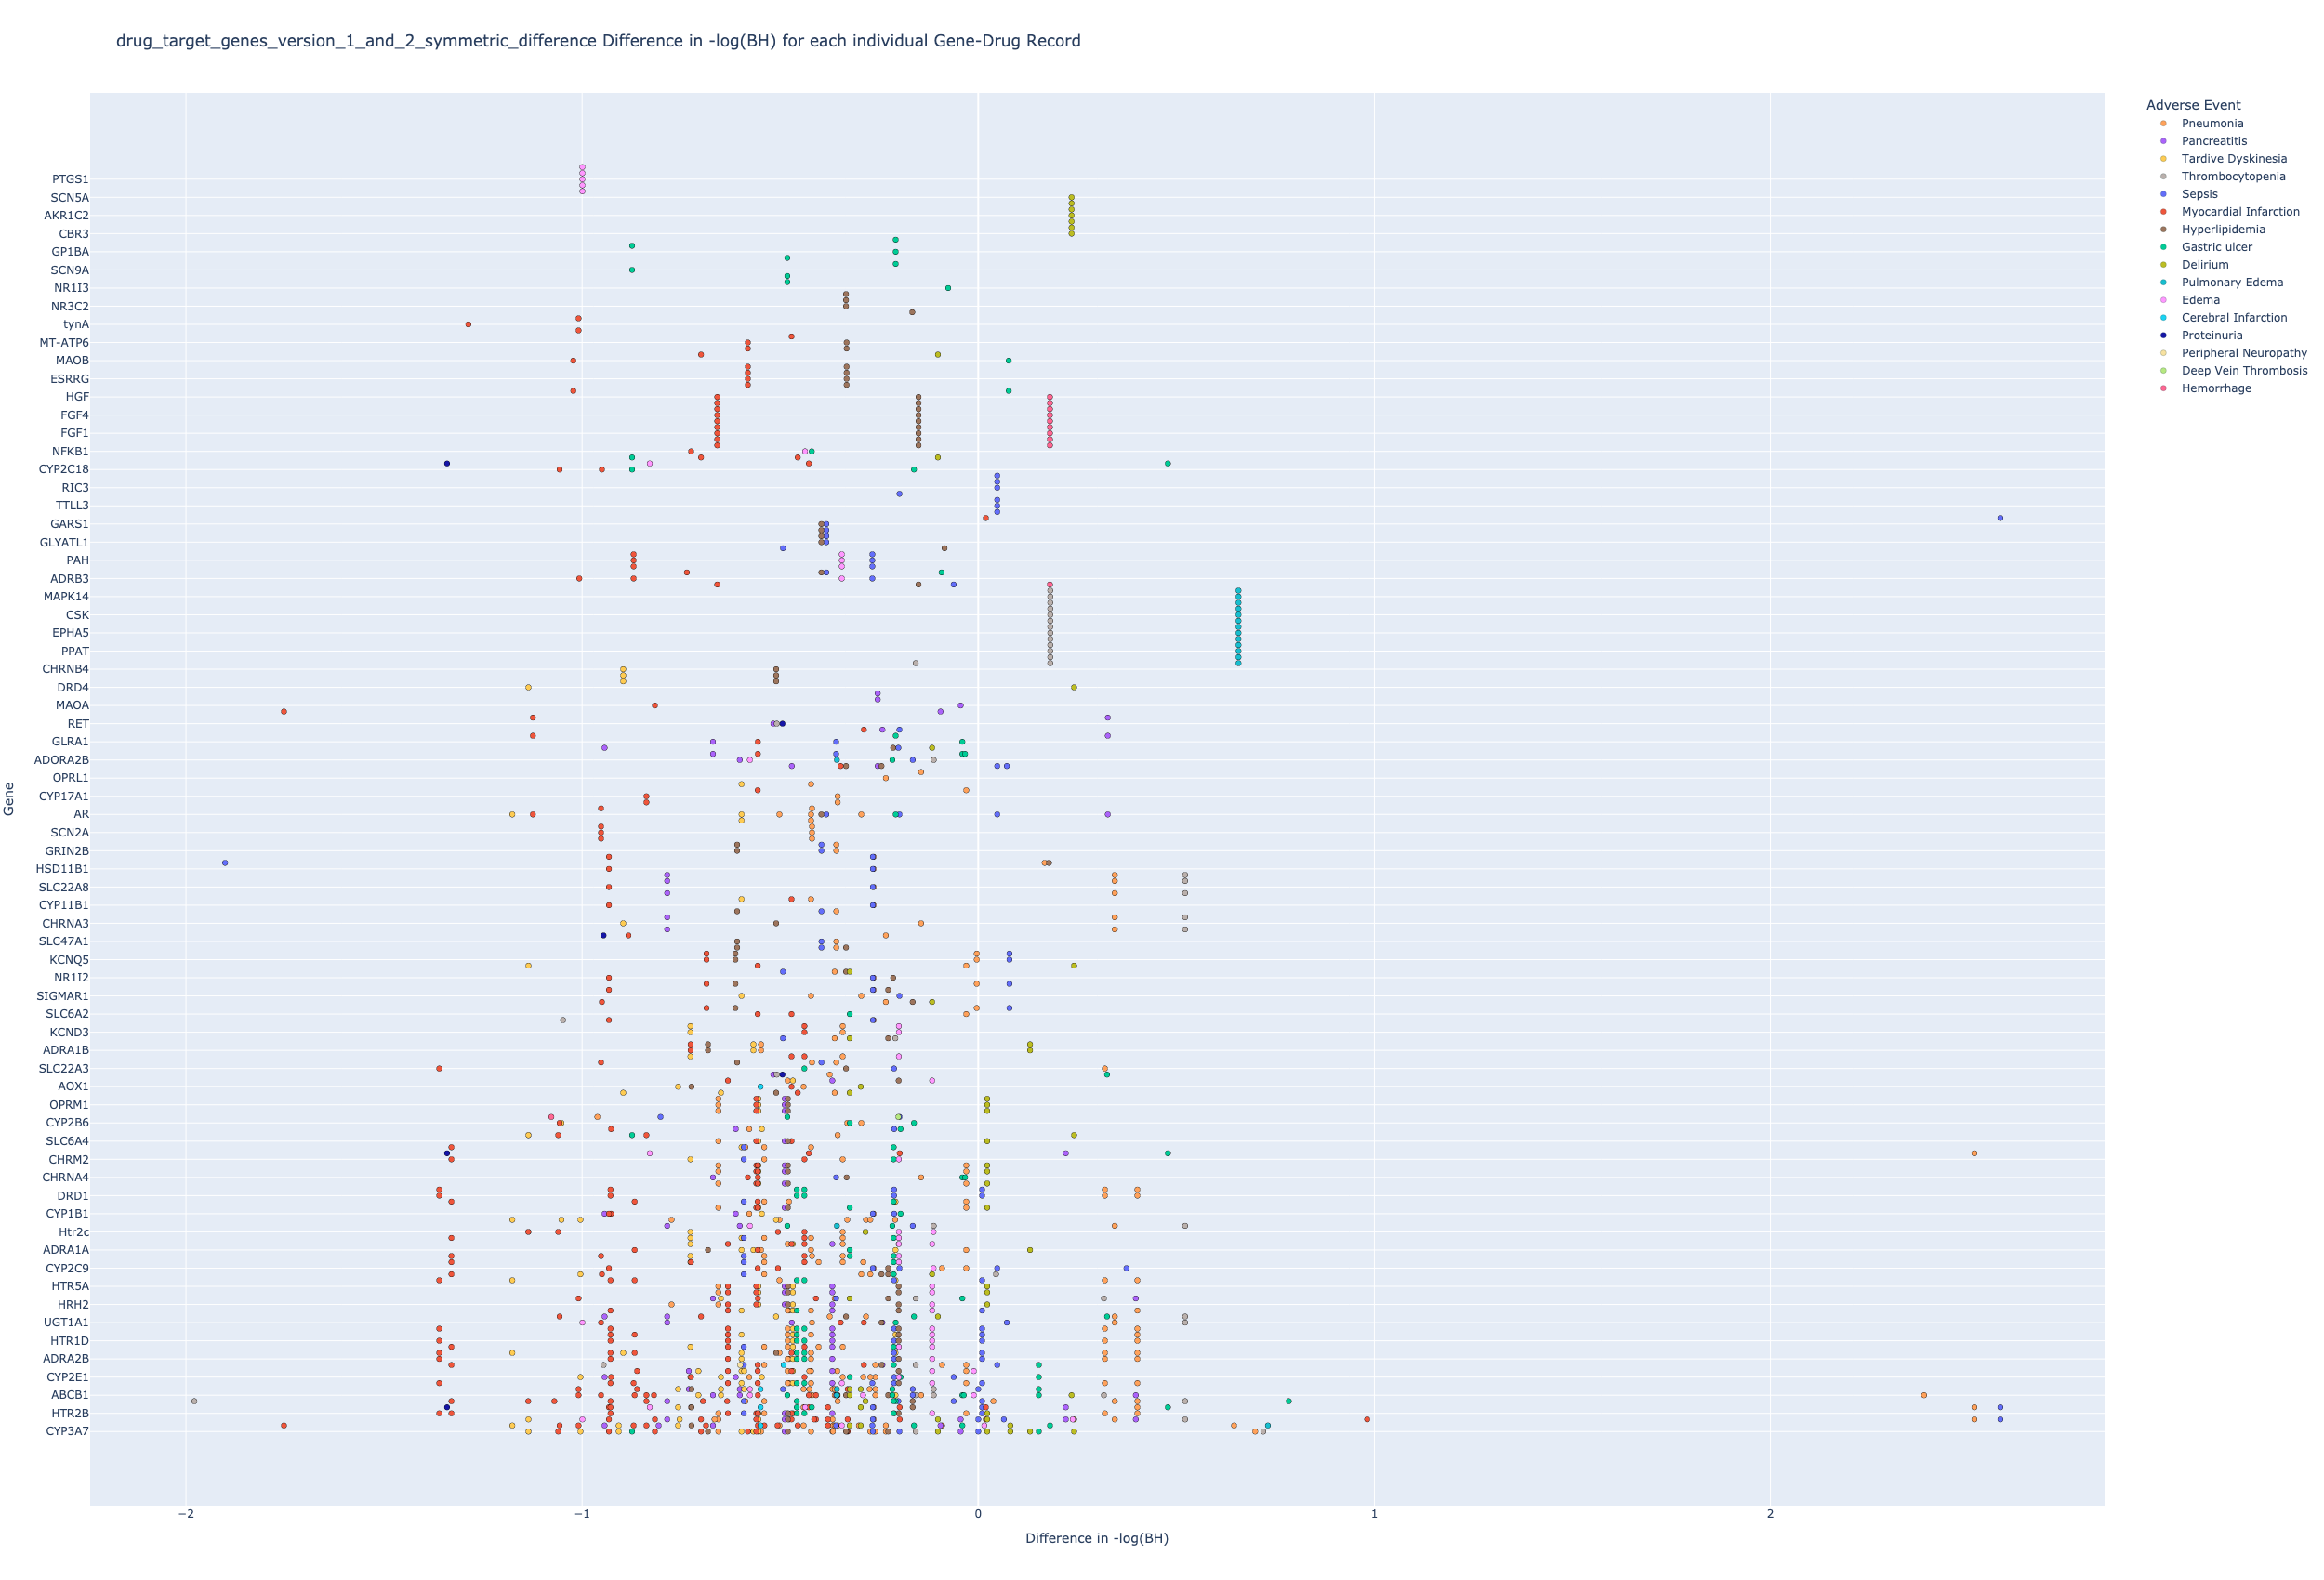 drug_target_genes_version_1_and_2_symmetric_difference Difference in -log(BH) for each individual Gene-Drug Record
Adverse Event
Pneumonia
Pancreatitis
Tardive Dyskinesia
Thrombocytopenia
Sepsis
Myocardial Infarction
Hyperlipidemia
Gastric ulcer
Delirium
Pulmonary Edema
Edema
Cerebral Infarction
Proteinuria
Peripheral Neuropathy
Deep Vein Thrombosis
Hemorrhage
PTGS1
SCN5A
AKR1C2
CBR3
GP1BA
SCN9A
NR1I3
NR3C2
tynA
MT-ATP6
MAOB
ESRRG
HGF
FGF4
FGF1
NFKB1
CYP2C18
RIC3
TTLL3
GARS1
GLYATL1
PAH
ADRB3
MAPK14
CSK
EPHA5
PPAT
CHRNB4
DRD4
MAOA
RET
GLRA1
ADORA2B
OPRL1
CYP17A1
AR
SCN2A
GRIN2B
HSD11B1
SLC22A8
CYP11B1
CHRNA3
SLC47A1
KCNQ5
NR1I2
SIGMAR1
SLC6A2
KCND3
ADRA1B
SLC22A3
AOX1
OPRM1
CYP2B6
SLC6A4
CHRM2
CHRNA4
DRD1
CYP1B1
Htr2c
ADRA1A
CYP2C9
HTR5A
HRH2
UGT1A1
HTR1D
ADRA2B
CYP2E1
ABCB1
HTR2B
CYP3A7
Gene
−2 −1 0 1 2
Difference in -log(BH)